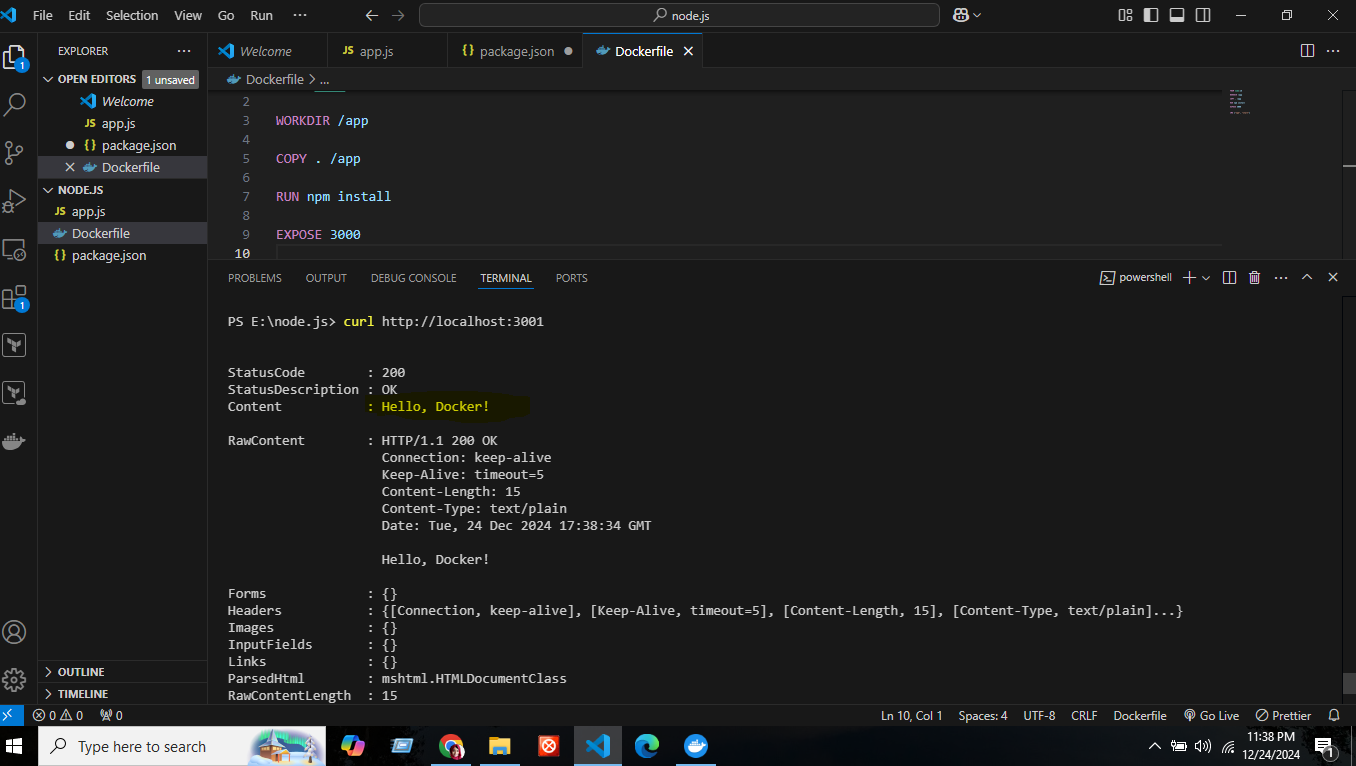 File Edit Selection View Go Run ··· node.js
EXPLORER ···
OPEN EDITORS 1 unsaved
Welcome
JS app.js
{} package.json
Dockerfile
NODE.JS
JS app.js
Dockerfile
{} package.json
OUTLINE
TIMELINE
1
1
Welcome JS app.js {} package.json Dockerfile
Dockerfile > ...
2
3 WORKDIR /app
4
5 COPY . /app
6
7 RUN npm install
8
9 EXPOSE 3000
10
PROBLEMS OUTPUT DEBUG CONSOLE TERMINAL PORTS powershell
PS E:\node.js> curl http://localhost:3001
StatusCode : 200
StatusDescription : OK
Content : Hello, Docker!
RawContent : HTTP/1.1 200 OK
Connection: keep-alive
Keep-Alive: timeout=5
Content-Length: 15
Content-Type: text/plain
Date: Tue, 24 Dec 2024 17:38:34 GMT
Hello, Docker!
Forms : {}
Headers : {[Connection, keep-alive], [Keep-Alive, timeout=5], [Content-Length, 15], [Content-Type, text/plain]...}
Images : {}
InputFields : {}
Links : {}
ParsedHtml : mshtml.HTMLDocumentClass
RawContentLength : 15
0 0 0 Ln 10, Col 1 Spaces: 4 UTF-8 CRLF Dockerfile Go Live Prettier
Type here to search
11:38 PM
12/24/2024
1